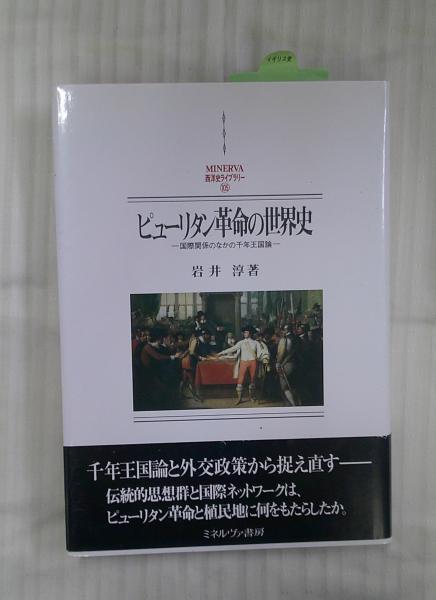 イギリス史
MINERVA
西洋史ライブラリー
105
ピューリタン革命の世界史
―国際関係のなかの千年王国論―
岩井 淳著
千年王国論と外交政策から捉え直す――
伝統的思想群と国際ネットワークは、
ピューリタン革命と植民地に何をもたらしたか。
ミネルヴァ書房